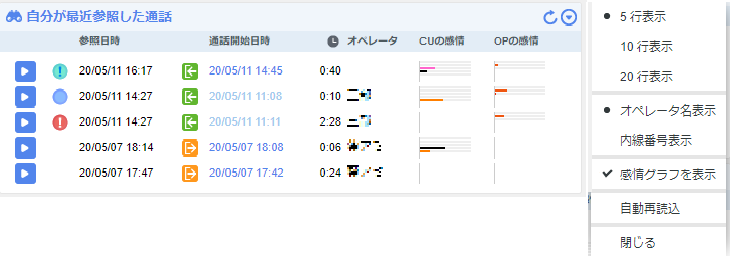 自分が最近参照した通話
参照日時 通話開始日時 オペレータ CUの感情 OPの感情
20/05/11 16:17 20/05/11 14:45 0:40
20/05/11 14:27 20/05/11 11:08 0:10
20/05/11 14:27 20/05/11 11:11 2:28
20/05/07 18:14 20/05/07 18:08 0:06
20/05/07 17:47 20/05/07 17:42 0:24
5 行表示
10 行表示
20 行表示
オペレータ名表示
内線番号表示
感情グラフを表示
自動再読込
閉じる